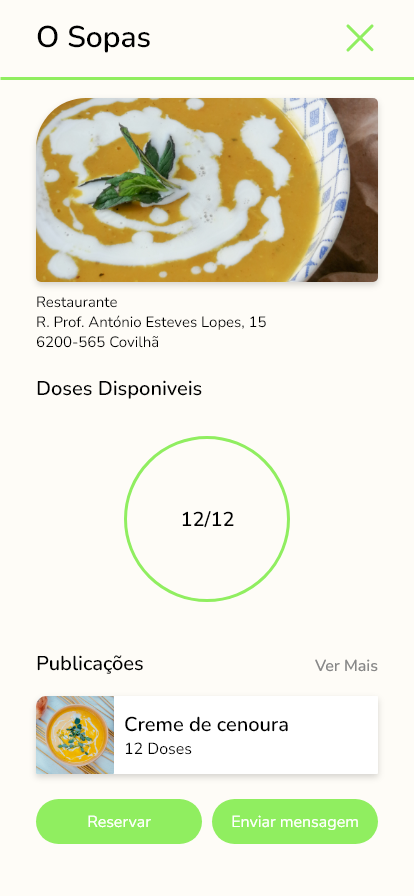 O Sopas
Restaurante
R. Prof. António Esteves Lopes, 15
6200-565 Covilhã
Doses Disponiveis
12/12
Publicações
Ver Mais
Creme de cenoura
12 Doses
Reservar
Enviar mensagem